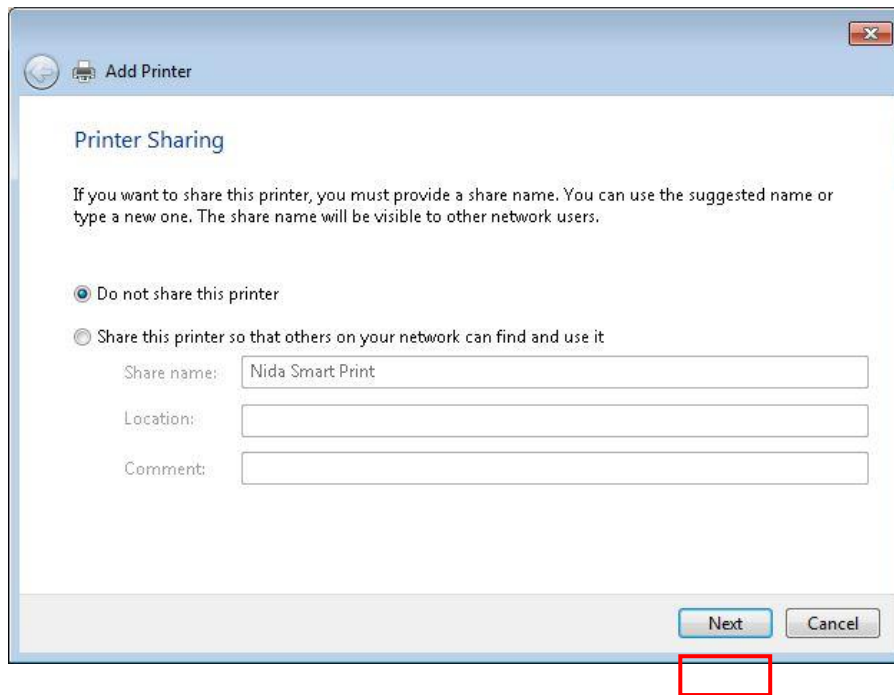 Add Printer
Printer Sharing
If you want to share this printer, you must provide a share name. You can use the suggested name or
type a new one. The share name will be visible to other network users.
Do not share this printer
Share this printer so that others on your network can find and use it
Share name: Nida Smart Print
Location:
Comment:
Next Cancel